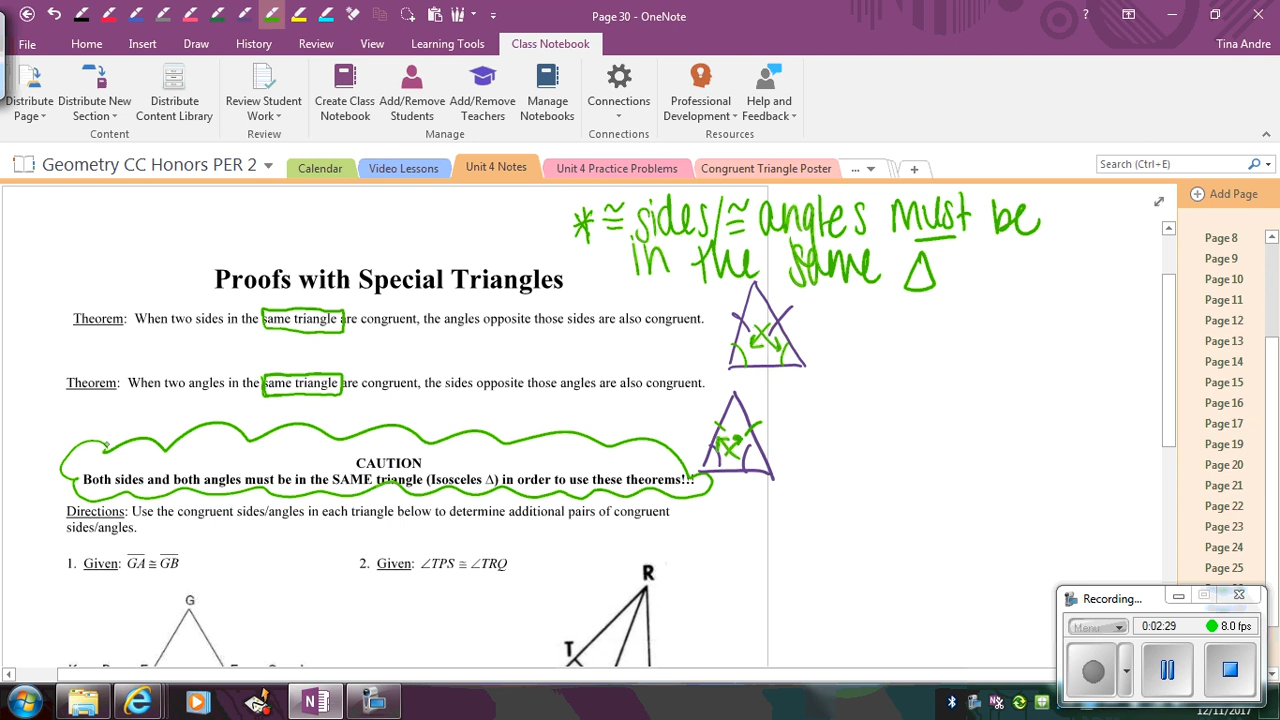 Page 30 - OneNote
File Home Insert Draw History Review View Learning Tools Class Notebook
Tina Andre
Distribute Page
Distribute New Section
Distribute Content Library
Review Student Work
Create Class Notebook
Add/Remove Students
Add/Remove Teachers
Manage Notebooks
Connections
Professional Development
Help and Feedback
Content Review Manage Connections Resources
Geometry CC Honors PER 2
Calendar Video Lessons Unit 4 Notes Unit 4 Practice Problems Congruent Triangle Poster ...
Search (Ctrl+E)
Add Page
* ≅ sides/≅ angles must be
in the same Δ
Proofs with Special Triangles
Theorem: When two sides in the same triangle are congruent, the angles opposite those sides are also congruent.
Theorem: When two angles in the same triangle are congruent, the sides opposite those angles are also congruent.
CAUTION
Both sides and both angles must be in the SAME triangle (Isosceles Δ) in order to use these theorems!!!
Directions: Use the congruent sides/angles in each triangle below to determine additional pairs of congruent
sides/angles.
1. Given: GA ≅ GB
2. Given: ∠TPS ≅ ∠TRQ
G
R
T
Page 8
Page 9
Page 10
Page 11
Page 12
Page 13
Page 14
Page 15
Page 16
Page 17
Page 18
Page 19
Page 20
Page 21
Page 22
Page 23
Page 24
Page 25
Recording...
Menu 0:02:29 8.0 fps
12/11/2017